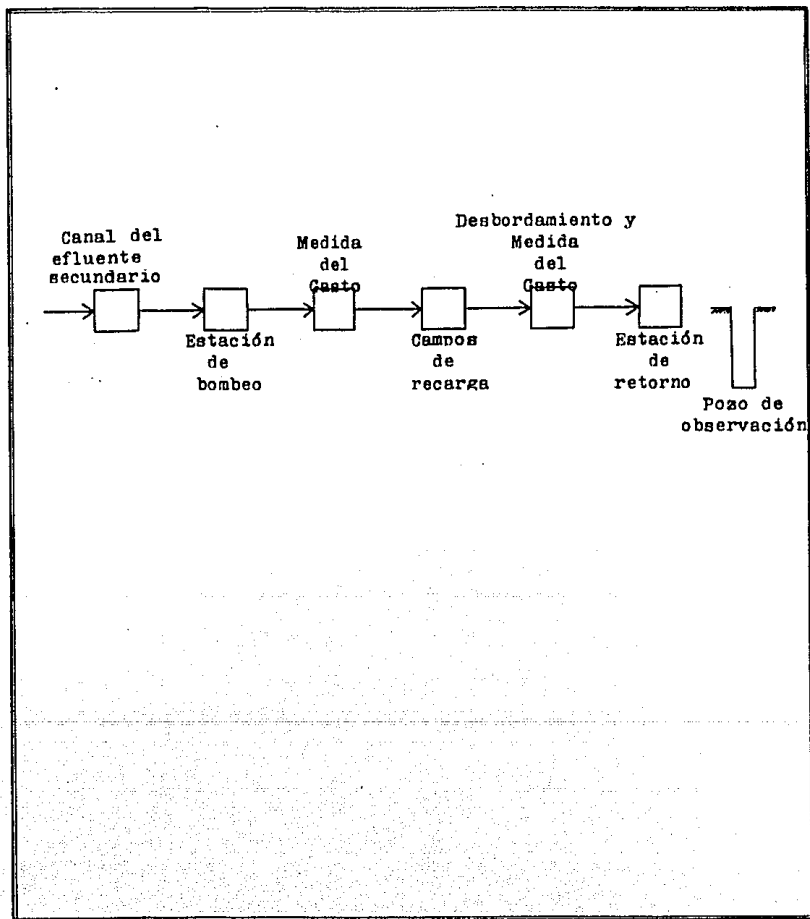 Canal del
efluente
secundario
Estación
de
bombeo
Medida
del
Gasto
Campos
de
recarga
Desbordamiento y
Medida
del
Gasto
Estación
de
retorno
Pozo de
observación